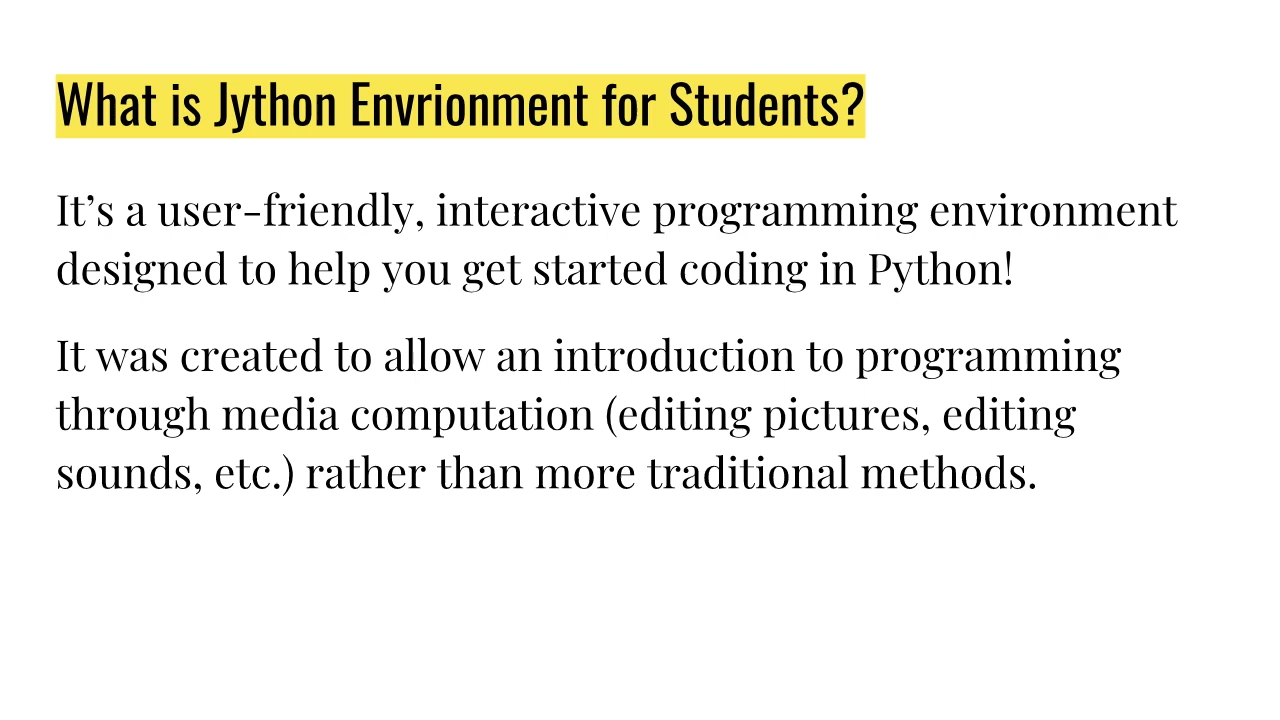 What is Jython Envrionment for Students?
It’s a user-friendly, interactive programming environment
designed to help you get started coding in Python!
It was created to allow an introduction to programming
through media computation (editing pictures, editing
sounds, etc.) rather than more traditional methods.